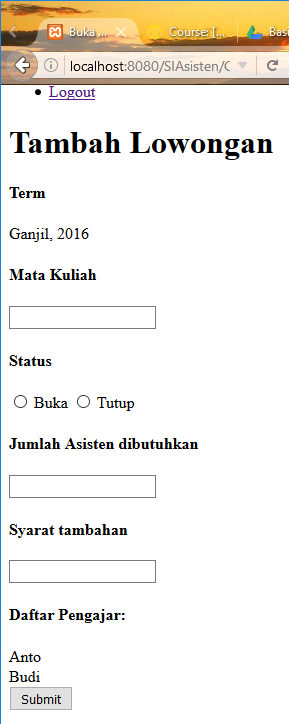 Buka ...
Course: [...
Basi
localhost:8080/SIAsisten/
Logout
Tambah Lowongan
Term
Ganjil, 2016
Mata Kuliah
Status
Buka Tutup
Jumlah Asisten dibutuhkan
Syarat tambahan
Daftar Pengajar:
Anto
Budi
Submit